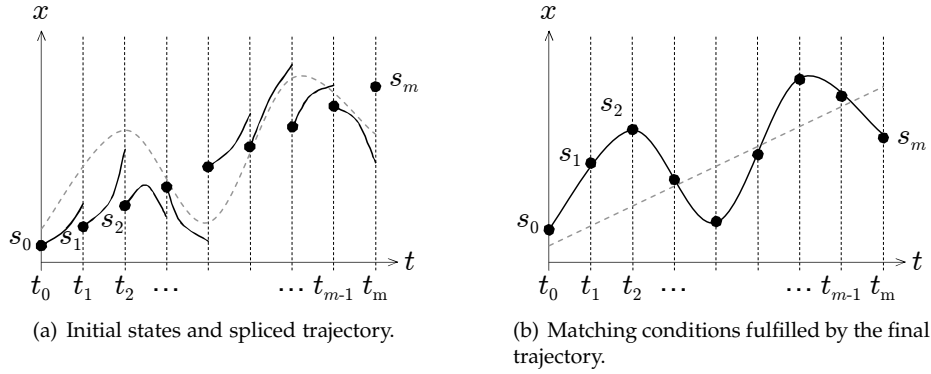 x
s₀
s₁
s₂
sₘ
t
t₀
t₁
t₂
...
...
tₘ₋₁
tₘ
(a) Initial states and spliced trajectory.
x
s₀
s₁
s₂
sₘ
t
t₀
t₁
t₂
...
...
tₘ₋₁
tₘ
(b) Matching conditions fulfilled by the final
trajectory.